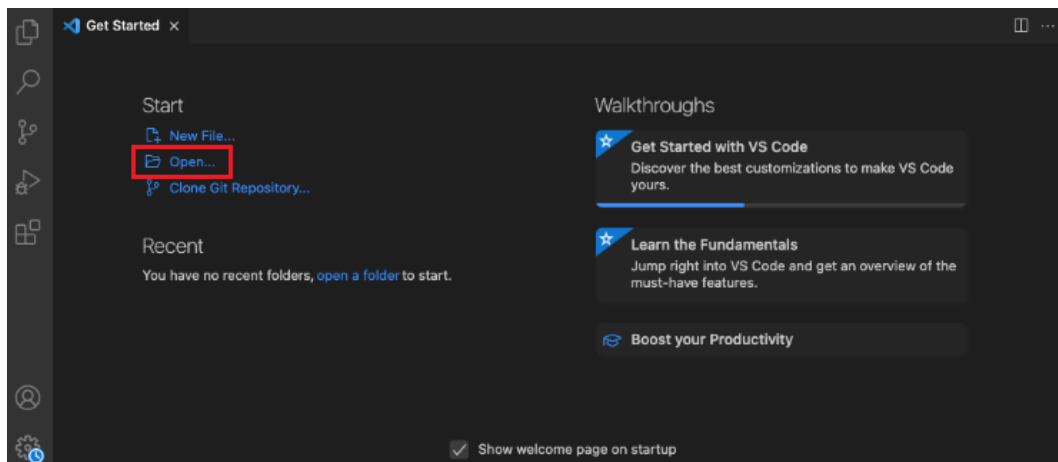 Get Started
Start
New File...
Open...
Clone Git Repository...
Recent
You have no recent folders, open a folder to start.
Walkthroughs
Get Started with VS Code
Discover the best customizations to make VS Code
yours.
Learn the Fundamentals
Jump right into VS Code and get an overview of the
must-have features.
Boost your Productivity
Show welcome page on startup